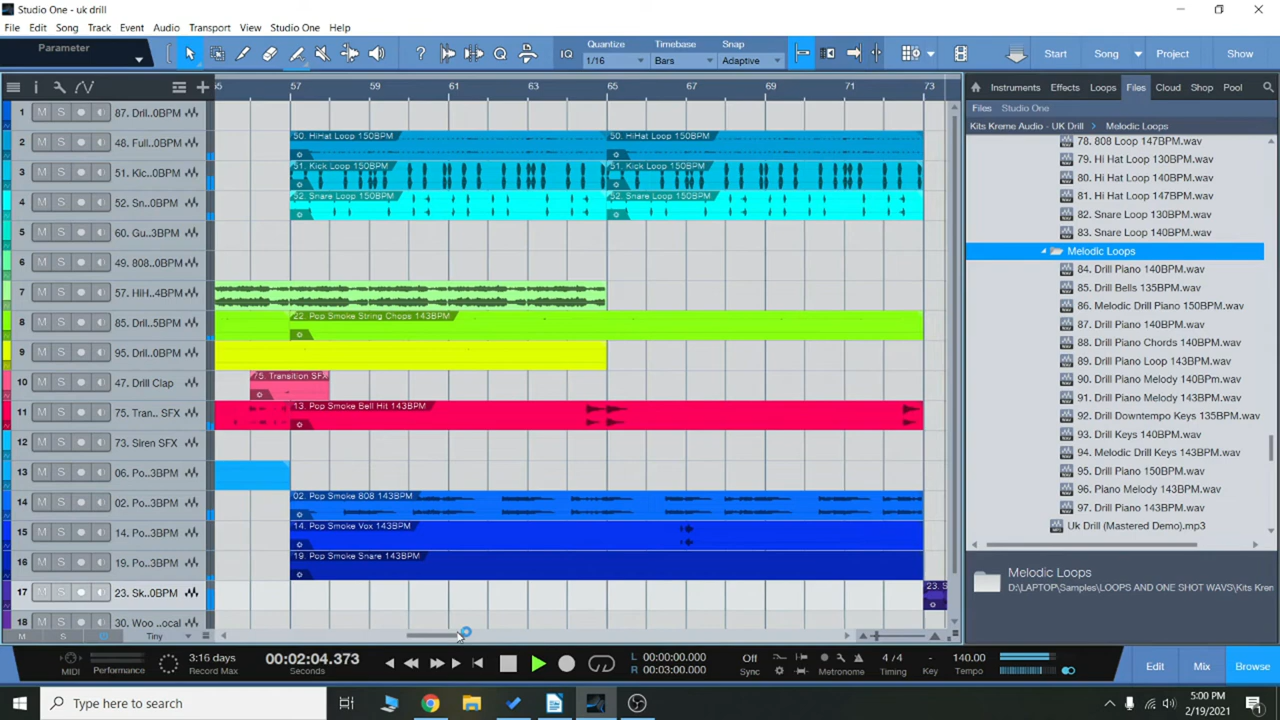 Studio One - uk drill
File Edit Song Track Event Audio Transport View Studio One Help
Parameter
IQ
Quantize
1/16
Timebase
Bars
Snap
Adaptive
Start Song Project Show
57 59 61 63 65 67 69 71 73
Instruments Effects Loops Files Cloud Shop Pool
Files Studio One
Kits Kreme Audio - UK Drill Melodic Loops
1 M S 87. Drill...0BPM
2 M S 48. Full...0BPM
3 M S 51. Kic...0BPM
4 M S 52. Sn...0BPM
5 M S 60. Gu...3BPM
6 M S 49. 808...0BPM
7 M S 57. HIH...4BPM
8 M S 85. Drill...5BPM
9 M S 95. Dril...0BPM
10 M S 47. Drill Clap
M S 75. Tran.. SFX
12 M S 73. Siren SFX
13 M S 06. Po...3BPM
14 M S 02. Po...3BPM
15 M S 14. Po...3BPM
16 M S 19. Po...3BPM
17 M S 23. Sk...0BPM
18 M S 30. Woo ..ocal
50. HiHat Loop 150BPM 50. HiHat Loop 150BPM
51. Kick Loop 150BPM 51. Kick Loop 150BPM
52. Snare Loop 150BPM 52. Snare Loop 150BPM
22. Pop Smoke String Chops 143BPM
75. Transition SFX
13. Pop Smoke Bell Hit 143BPM
02. Pop Smoke 808 143BPM
14. Pop Smoke Vox 143BPM
19. Pop Smoke Snare 143BPM
23. S
78. 808 Loop 147BPM.wav
79. Hi Hat Loop 130BPM.wav
80. Hi Hat Loop 140BPM.wav
81. Hi Hat Loop 147BPM.wav
82. Snare Loop 130BPM.wav
83. Snare Loop 140BPM.wav
Melodic Loops
84. Drill Piano 140BPM.wav
85. Drill Bells 135BPM.wav
86. Melodic Drill Piano 150BPM.wav
87. Drill Piano 140BPM.wav
88. Drill Piano Chords 140BPM.wav
89. Drill Piano Loop 143BPM.wav
90. Drill Piano Melody 140BPm.wav
91. Drill Piano Melody 143BPM.wav
92. Drill Downtempo Keys 135BPM.wav
93. Drill Keys 140BPM.wav
94. Melodic Drill Keys 143BPM.wav
95. Drill Piano 150BPM.wav
96. Piano Melody 143BPM.wav
97. Drill Piano 143BPM.wav
Uk Drill (Mastered Demo).mp3
Melodic Loops
D:\LAPTOP\Samples\LOOPS AND ONE SHOT WAVS\Kits Kreme
M S Tiny
MIDI
Performance
3:16 days
Record Max
00:02:04.373
Seconds
L 00:00:00.000
R 00:03:00.000
Sync
Metronome
4 / 4
Timing
-
Key
140.00
Tempo
Edit Mix Browse
Type here to search
5:00 PM
2/19/2021